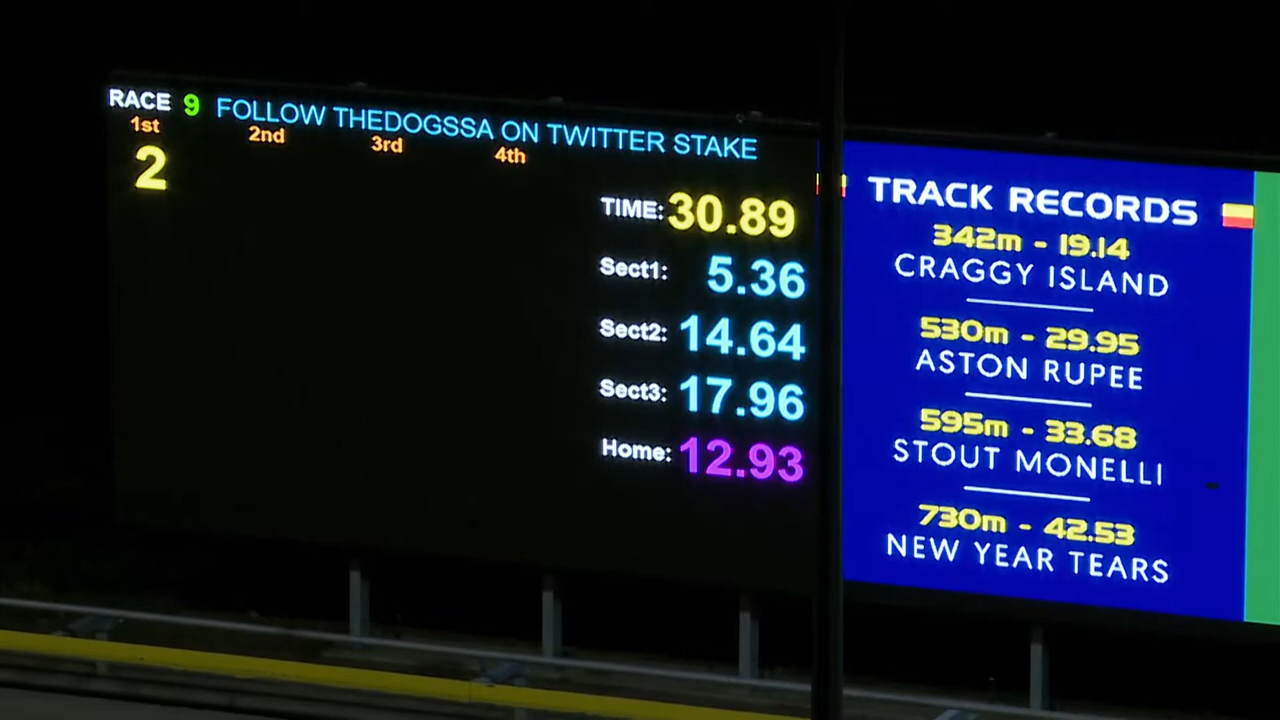 RACE 9 FOLLOW THEDOGSSA ON TWITTER STAKE
1st 2nd 3rd 4th
2
TIME: 30.89
Sect1: 5.36
Sect2: 14.64
Sect3: 17.96
Home: 12.93
TRACK RECORDS
342m - 19.14
CRAGGY ISLAND
530m - 29.95
ASTON RUPEE
595m - 33.68
STOUT MONELLI
730m - 42.53
NEW YEAR TEARS